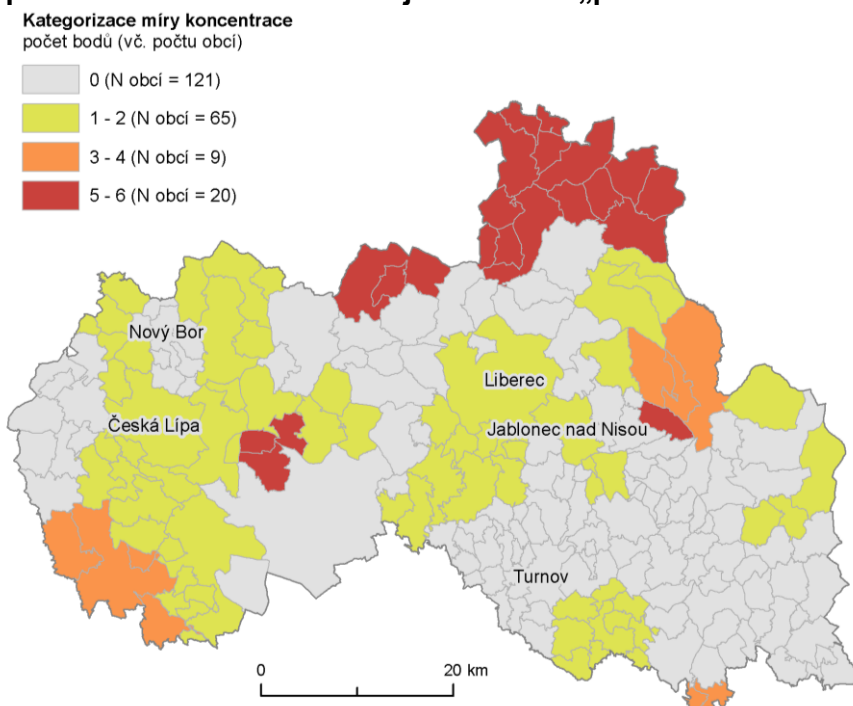 Kategorizace míry koncentrace
počet bodů (vč. počtu obcí)
0 (N obcí = 121)
1 - 2 (N obcí = 65)
3 - 4 (N obcí = 9)
5 - 6 (N obcí = 20)
Nový Bor
Liberec
Česká Lípa
Jablonec nad Nisou
Turnov
0 20 km